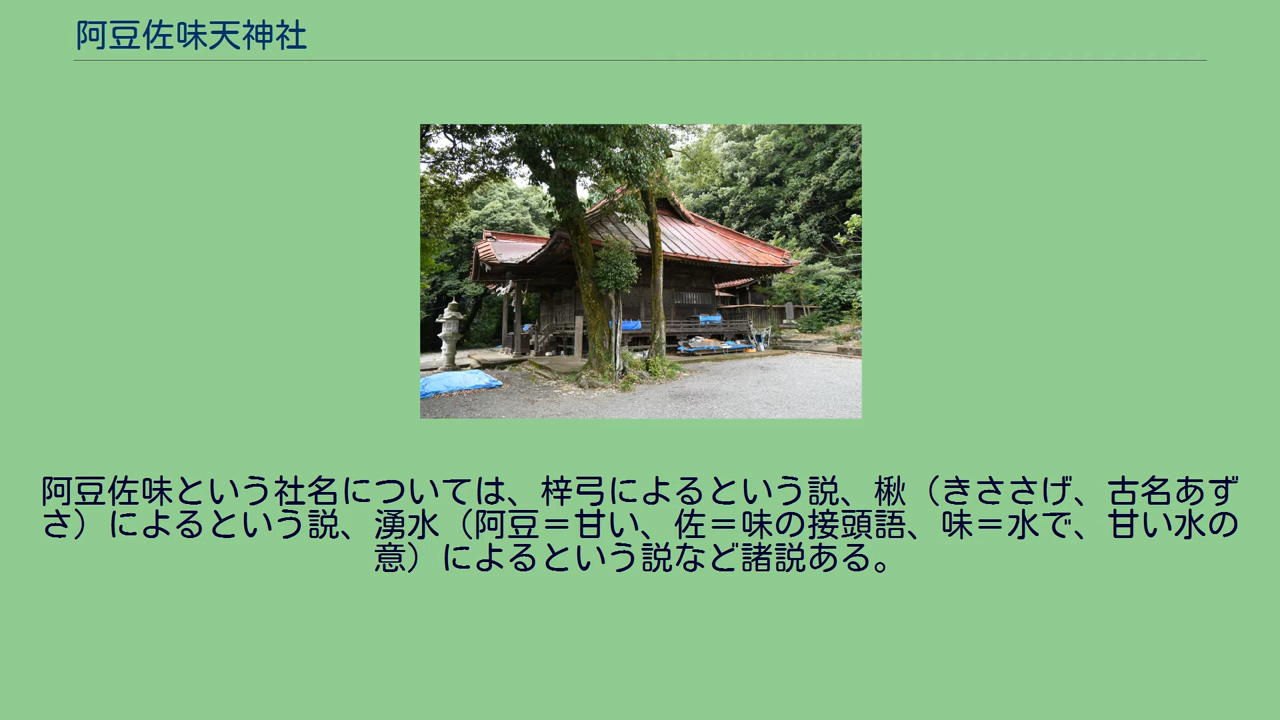 阿豆佐味天神社
阿豆佐味という社名については、梓弓によるという説、楸（きささげ、古名あず
さ）によるという説、湧水（阿豆＝甘い、佐＝味の接頭語、味＝水で、甘い水の
意）によるという説など諸説ある。